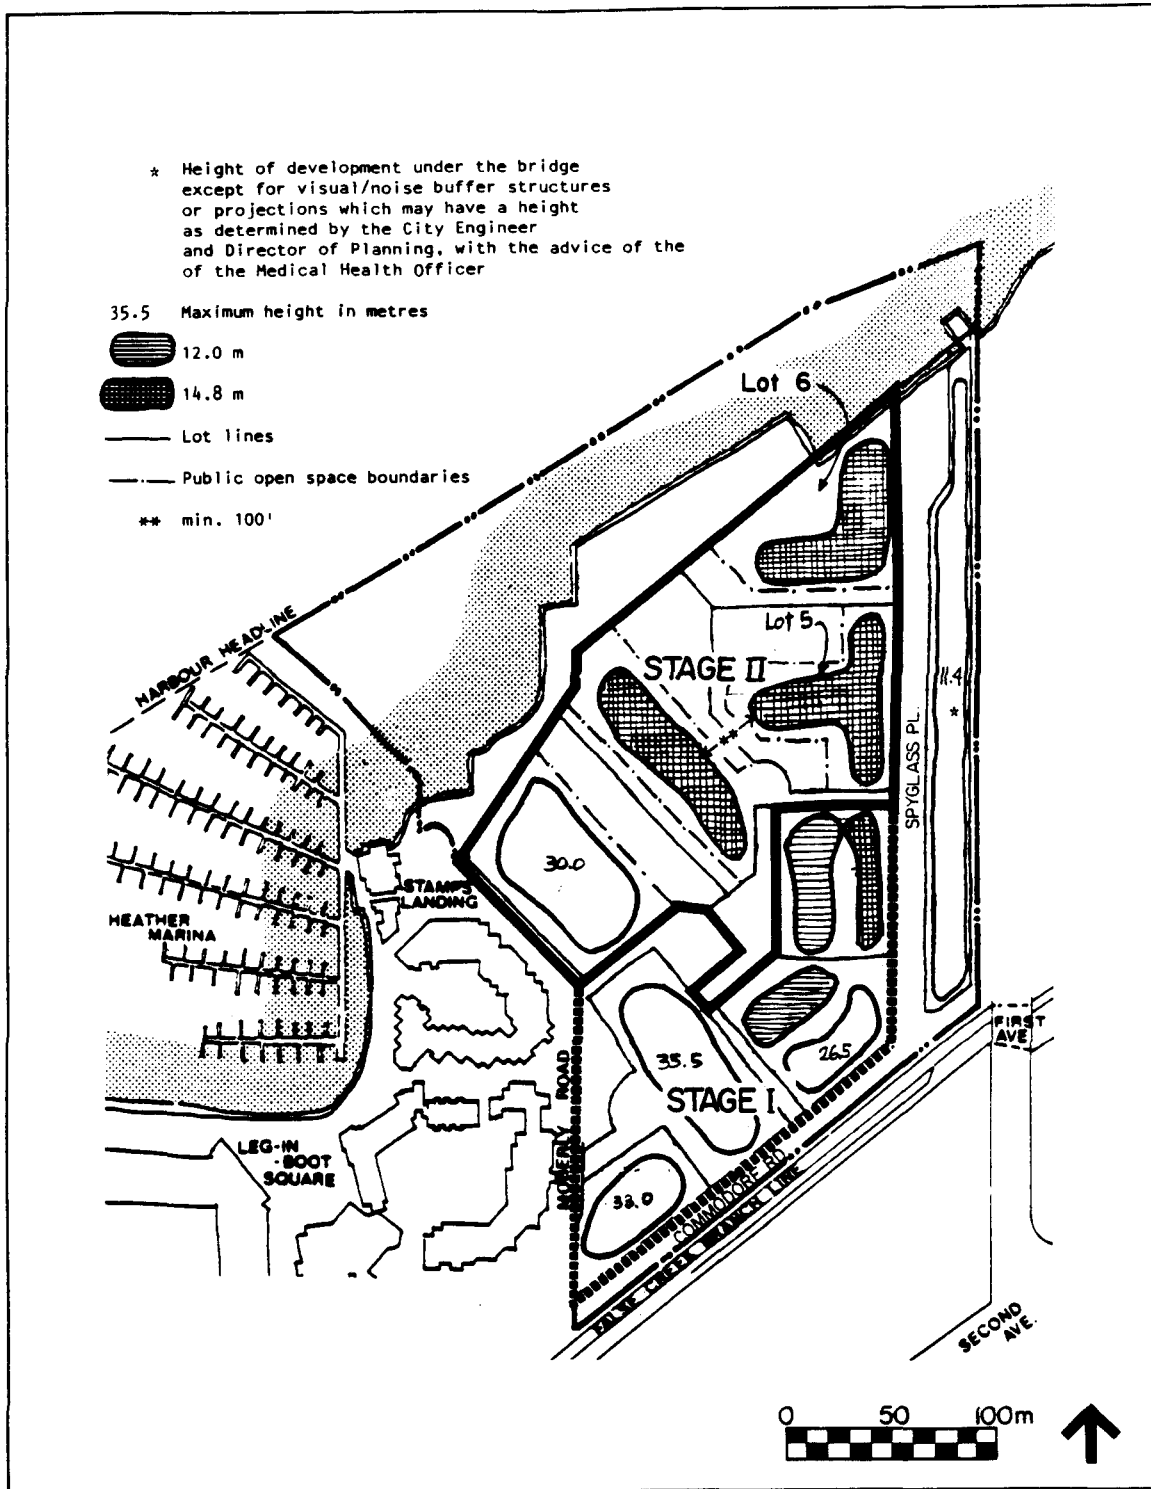 * Height of development under the bridge
except for visual/noise buffer structures
or projections which may have a height
as determined by the City Engineer
and Director of Planning, with the advice of the
of the Medical Health Officer
35.5 Maximum height in metres
12.0 m
14.8 m
Lot lines
Public open space boundaries
** min. 100'
Lot 6
HARBOUR HEADLINE
Lot 5
STAGE II
11.4
*
**
SPYGLASS PL.
30.0
STAMPS
LANDING
HEATHER
MARINA
FIRST
AVE
26.5
35.5
STAGE I
MOBERLY ROAD
LEG-IN
-BOOT
SQUARE
33.0
COMMODORE RD.
FALSE CREEK BRANCH LINE
SECOND
AVE.
0 50 100m